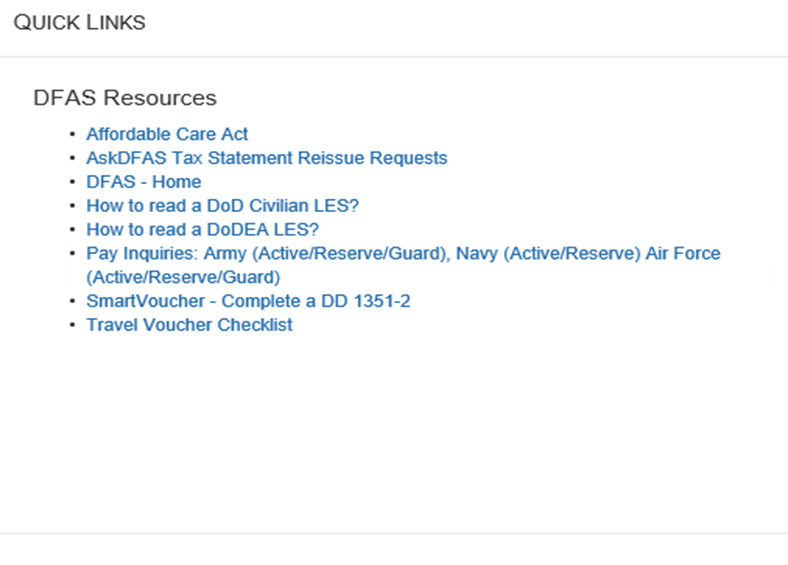 QUICK LINKS
DFAS Resources
• Affordable Care Act
• AskDFAS Tax Statement Reissue Requests
• DFAS - Home
• How to read a DoD Civilian LES?
• How to read a DoDEA LES?
• Pay Inquiries: Army (Active/Reserve/Guard), Navy (Active/Reserve) Air Force
(Active/Reserve/Guard)
• SmartVoucher - Complete a DD 1351-2
• Travel Voucher Checklist